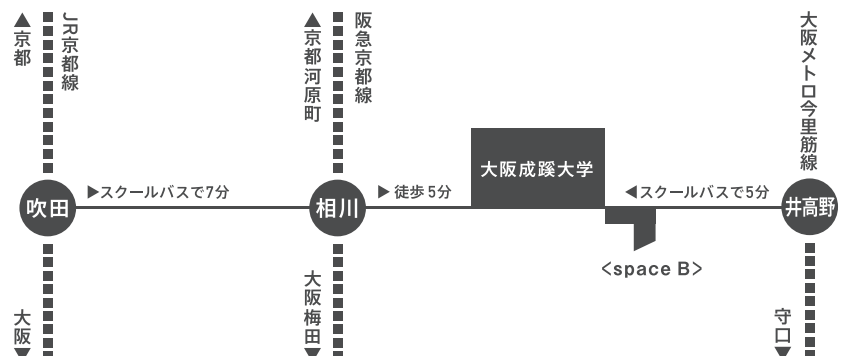 ▲京都
JR京都線
▲京都河原町
阪急京都線
大阪メトロ今里筋線
吹田
▶スクールバスで7分
相川
▶徒歩5分
大阪成蹊大学
◀スクールバスで5分
井高野
<space B>
大阪▼
大阪梅田▼
守口▼